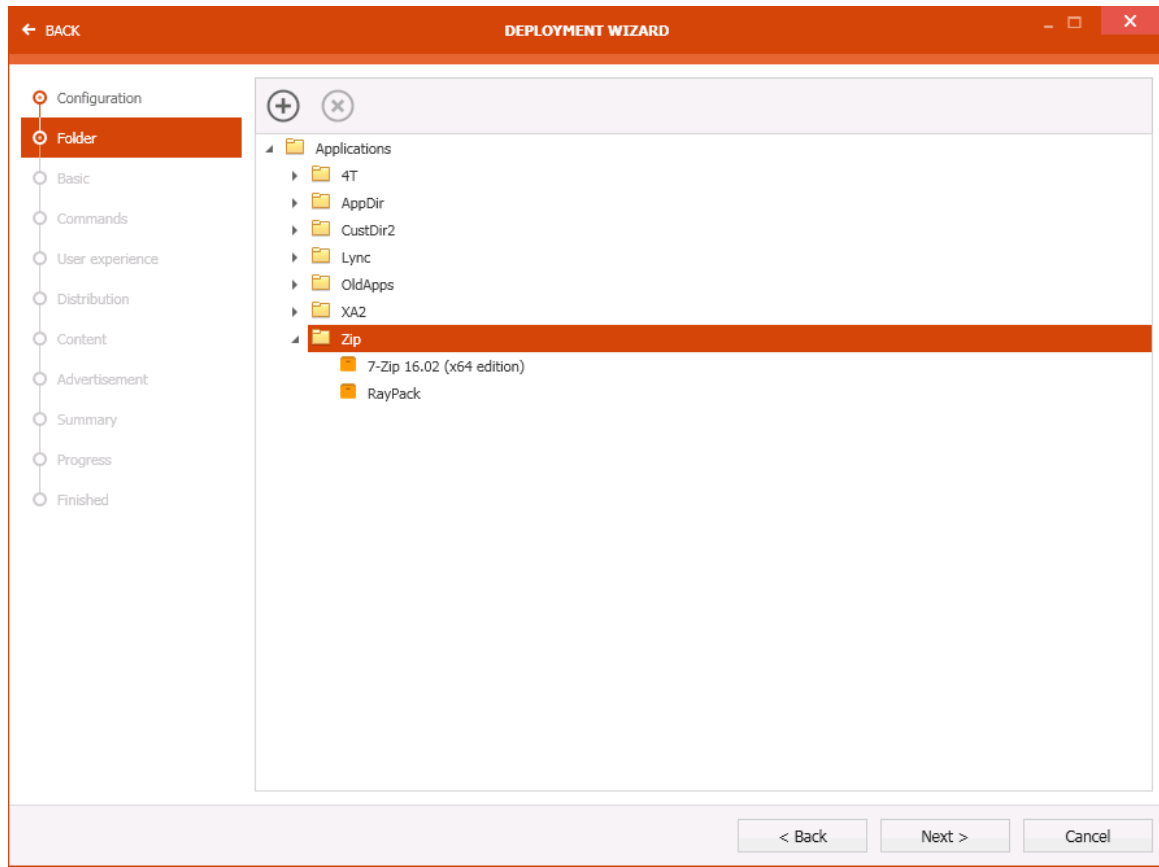 BACK
DEPLOYMENT WIZARD
Configuration
Folder
Basic
Commands
User experience
Distribution
Content
Advertisement
Summary
Progress
Finished
Applications
4T
AppDir
CustDir2
Lync
OldApps
XA2
Zip
7-Zip 16.02 (x64 edition)
RayPack
< Back
Next >
Cancel